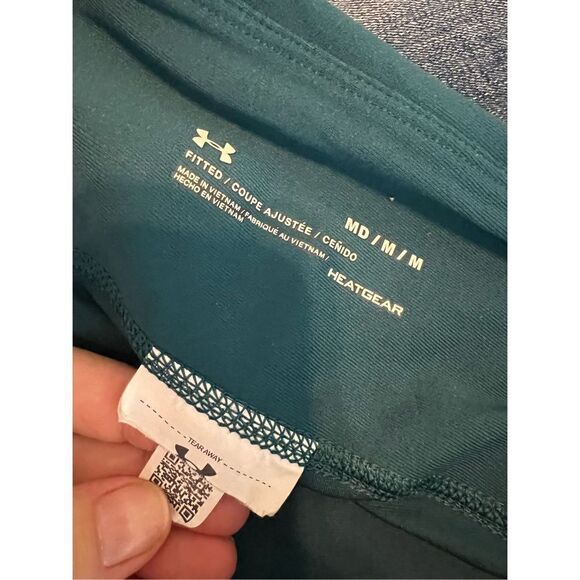 FITTED / COUPE AJUSTÉE / CEÑIDO
MADE IN VIETNAM / FABRIQUÉ AU VIETNAM /
HECHO EN VIETNAM
MD / M / M
HEATGEAR
TEAR AWAY